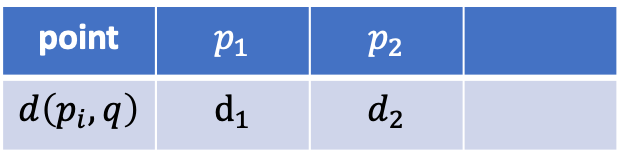 point p₁ p₂
d(pᵢ, q) d₁ d₂